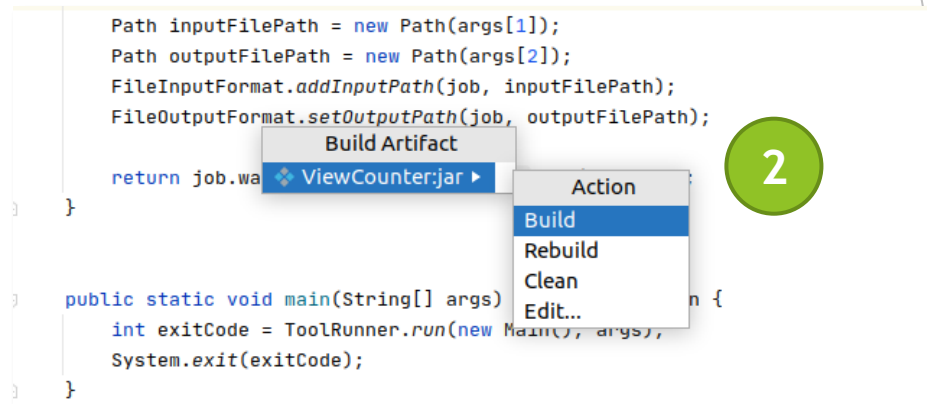 Path inputFilePath = new Path(args[1]);
Path outputFilePath = new Path(args[2]);
FileInputFormat.addInputPath(job, inputFilePath);
FileOutputFormat.setOutputPath(job, outputFilePath);
Build Artifact
return job.wa
ViewCounter:jar
2
Action
}
Build
Rebuild
Clean
public static void main(String[] args) n {
Edit...
int exitCode = ToolRunner.run(new Main(), args);
System.exit(exitCode);
}